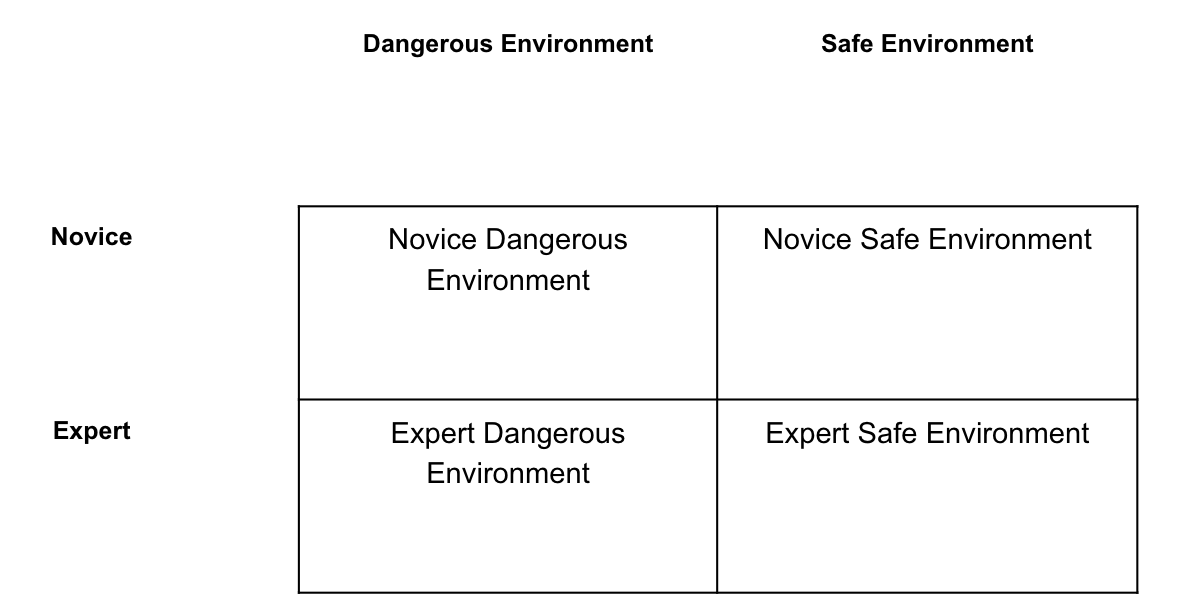 Dangerous Environment
Safe Environment
Novice
Novice Dangerous
Environment
Novice Safe Environment
Expert
Expert Dangerous
Environment
Expert Safe Environment